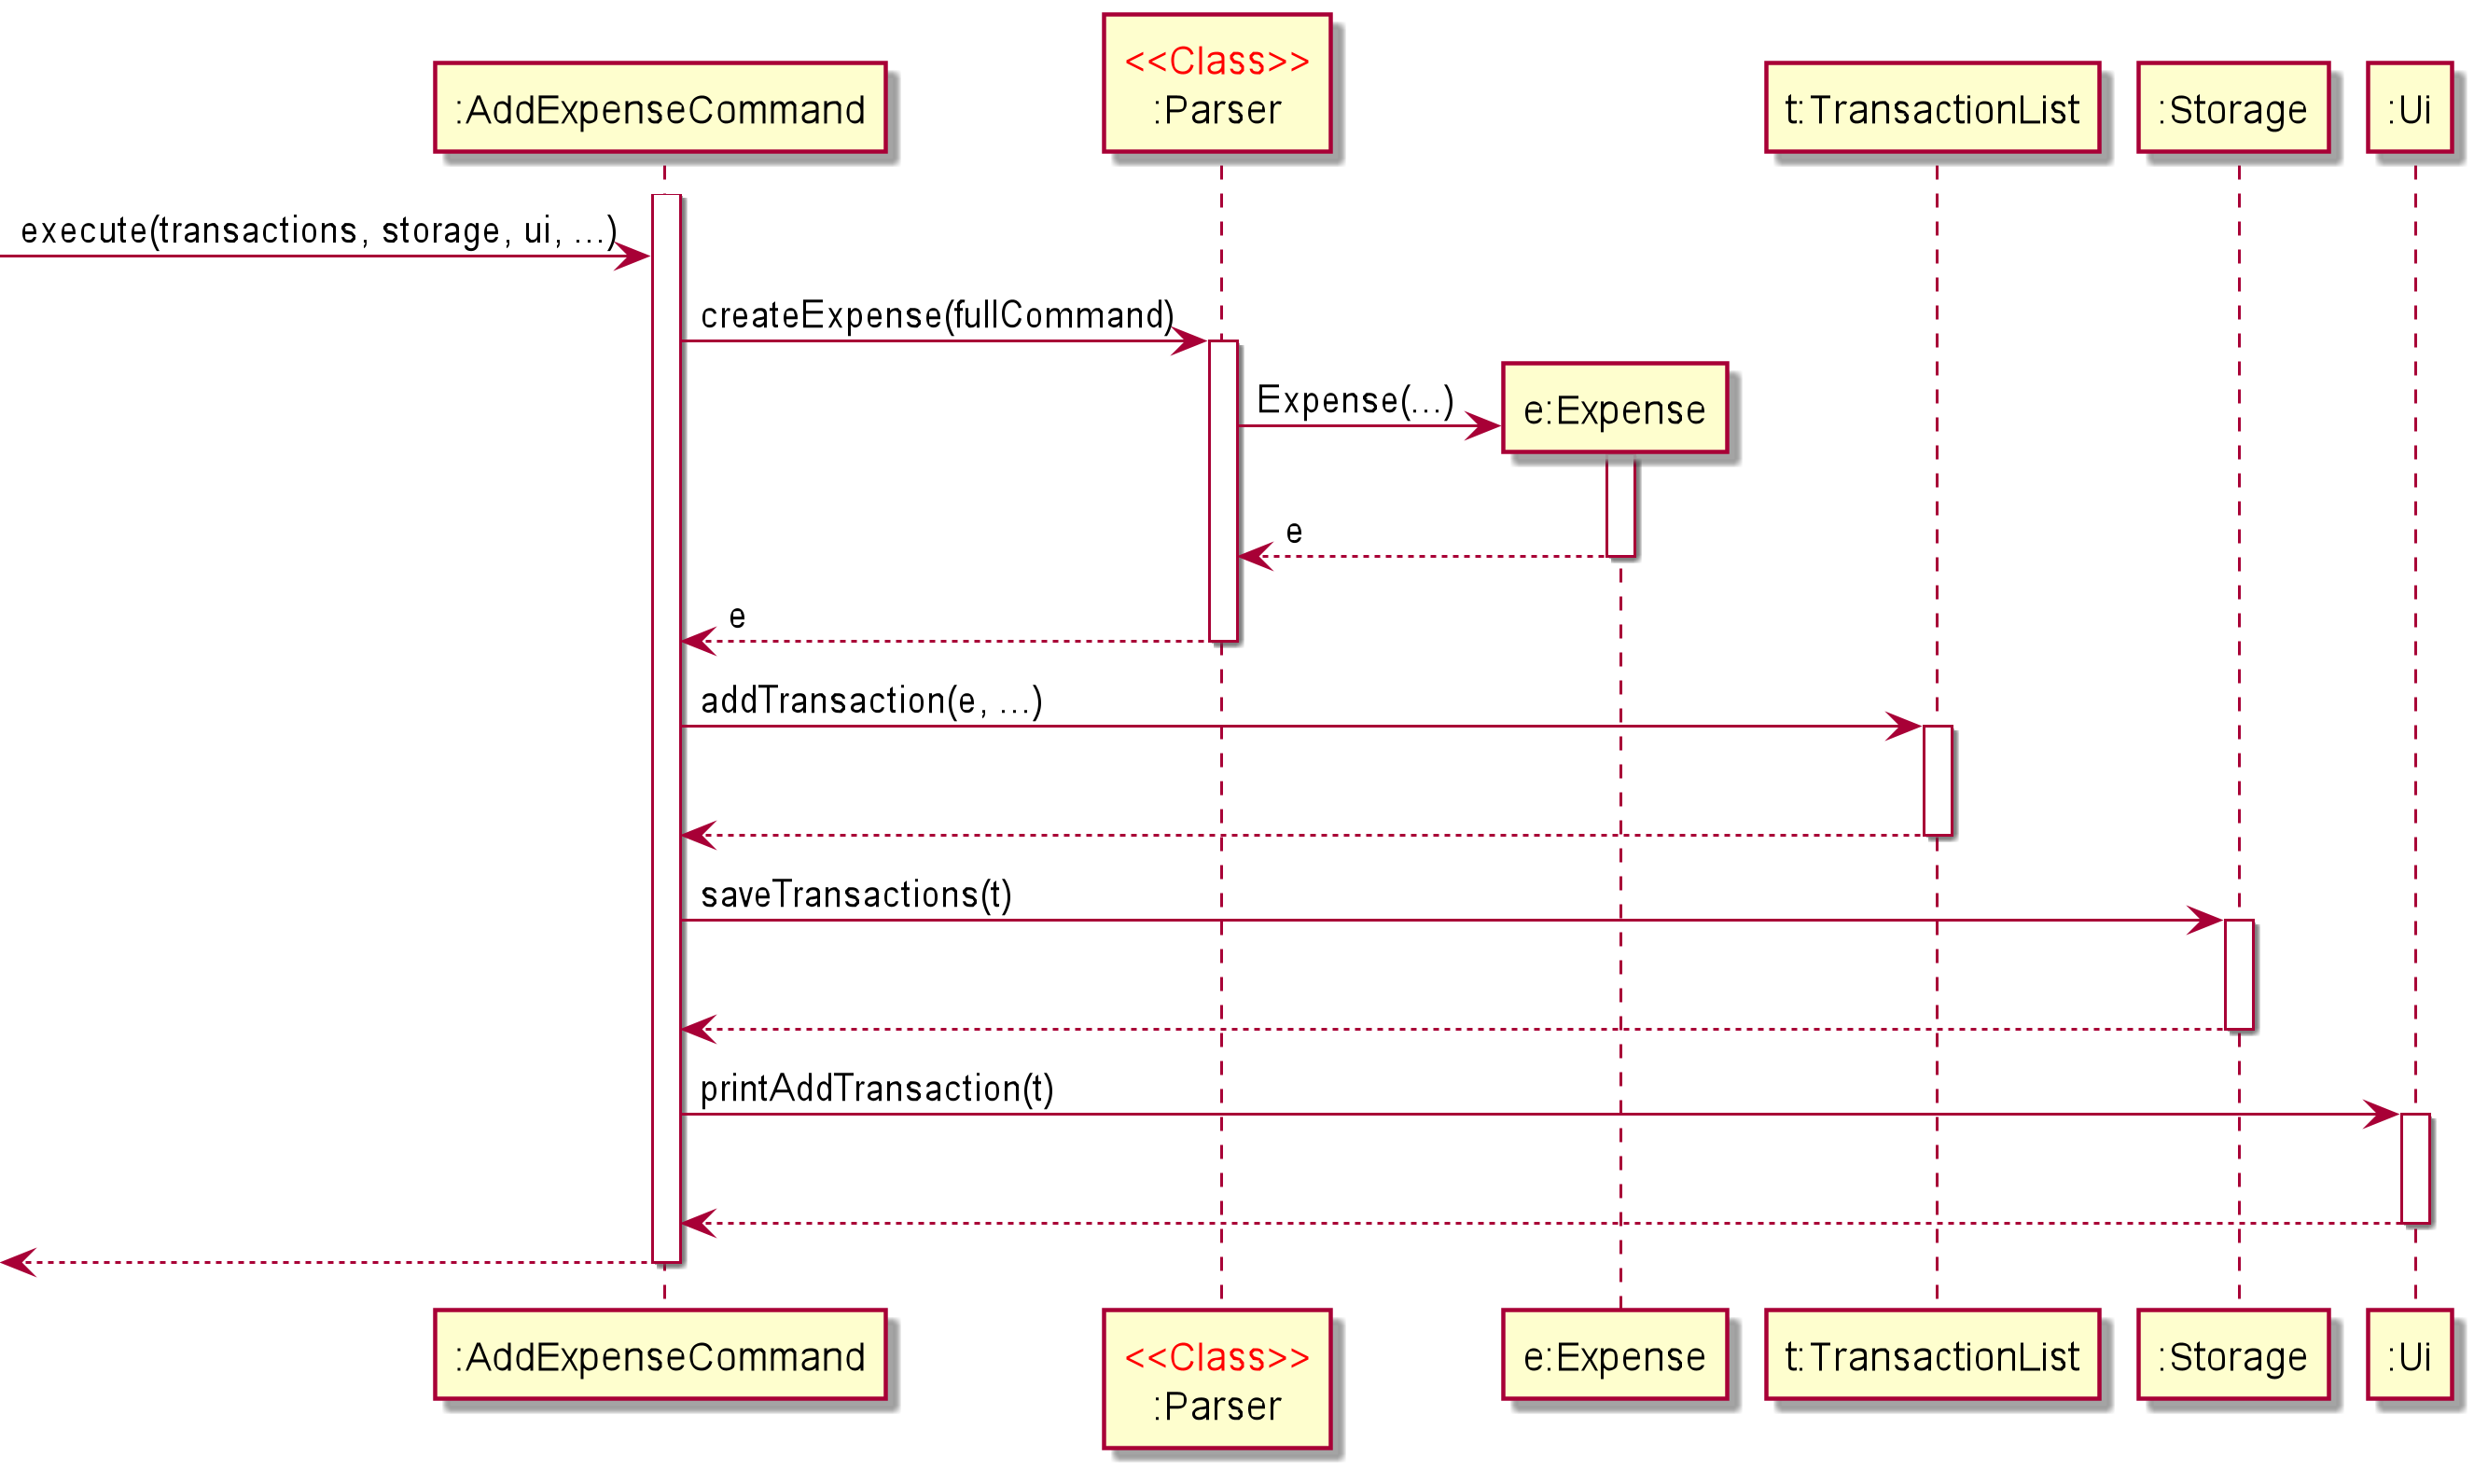 <<Class>>
:AddExpenseCommand
:Parser
t:TransactionList
:Storage
:Ui
execute(transactions, storage, ui, ...)
createExpense(fullCommand)
Expense(...)
e:Expense
e
e
addTransaction(e, ...)
saveTransactions(t)
printAddTransaction(t)
:AddExpenseCommand
<<Class>>
:Parser
e:Expense
t:TransactionList
:Storage
:Ui